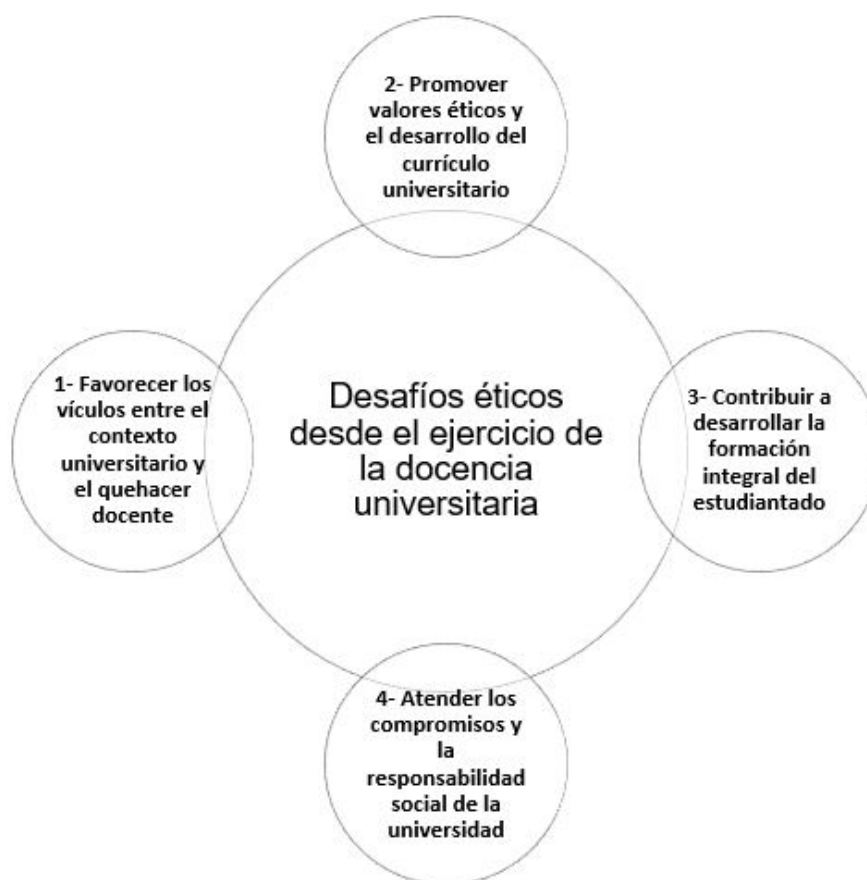 2- Promover
valores éticos y
el desarrollo del
currículo
universitario
1- Favorecer los
vículos entre el
contexto
universitario y
el quehacer
docente
Desafíos éticos
desde el ejercicio de
la docencia
universitaria
3- Contribuir a
desarrollar la
formación
integral del
estudiantado
4- Atender los
compromisos y
la
responsabilidad
social de la
universidad